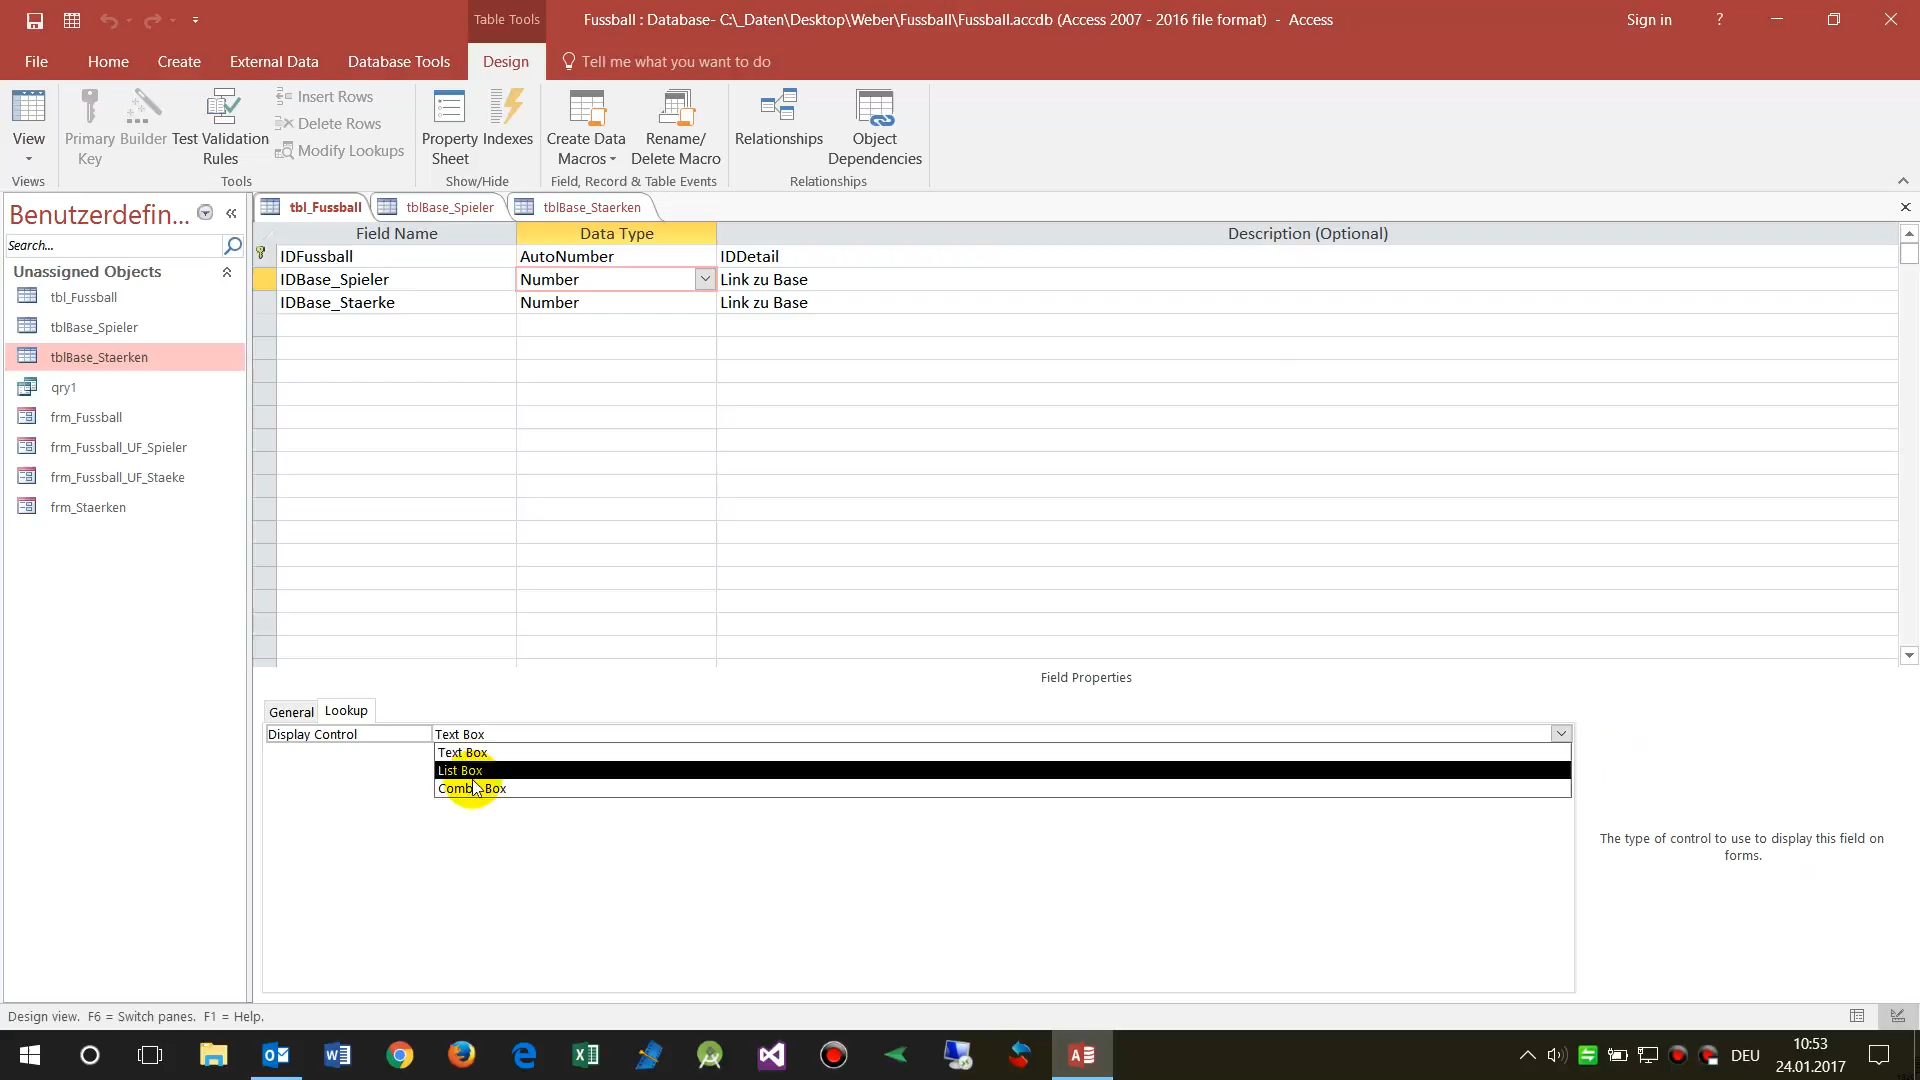 Table Tools
Fussball : Database- C:\_Daten\Desktop\Weber\Fussball\Fussball.accdb (Access 2007 - 2016 file format) - Access
Sign in
?
File
Home
Create
External Data
Database Tools
Design
Tell me what you want to do
View
Primary Key
Builder
Test Validation Rules
Insert Rows
Delete Rows
Modify Lookups
Property Sheet
Indexes
Create Data Macros
Rename/ Delete Macro
Relationships
Object Dependencies
Views
Tools
Show/Hide
Field, Record & Table Events
Relationships
Benutzerdefin...
Search...
Unassigned Objects
tbl_Fussball
tblBase_Spieler
tblBase_Staerken
qry1
frm_Fussball
frm_Fussball_UF_Spieler
frm_Fussball_UF_Staeke
frm_Staerken
tbl_Fussball
tblBase_Spieler
tblBase_Staerken
Field Name
Data Type
Description (Optional)
IDFussball
AutoNumber
IDDetail
IDBase_Spieler
Number
Link zu Base
IDBase_Staerke
Number
Link zu Base
Field Properties
General
Lookup
Display Control
Text Box
Text Box
List Box
Combo Box
The type of control to use to display this field on
forms.
Design view. F6 = Switch panes. F1 = Help.
DEU
10:53
24.01.2017